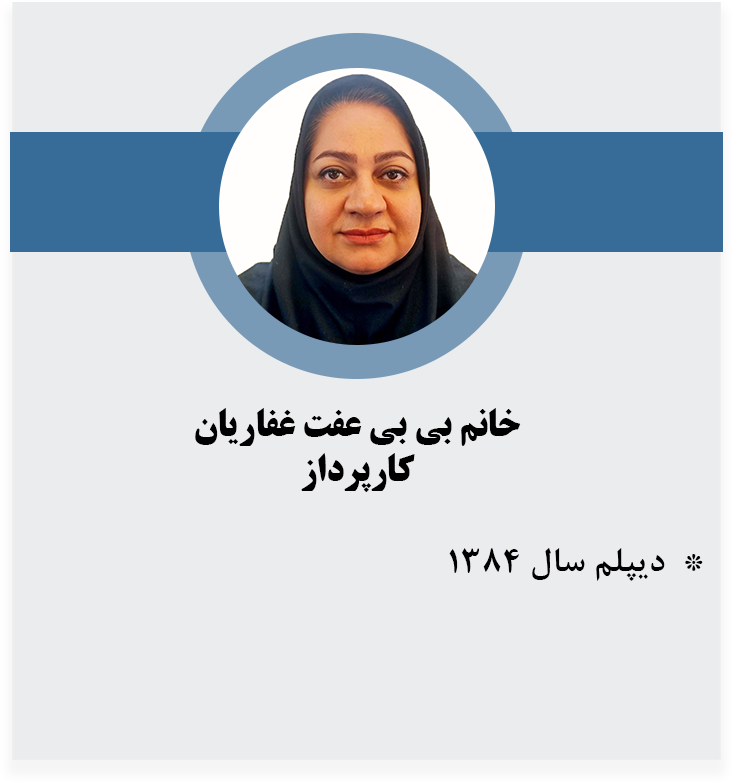 خانم بی بی عفت غفاریان
کارپرداز
❊ دیپلم سال ۱۳۸۴